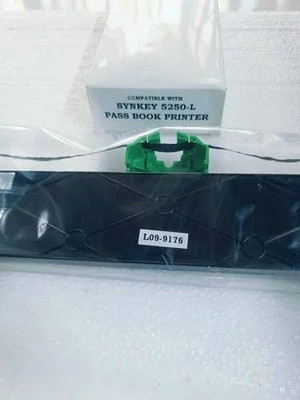 COMPATIBLE WITH
SYNKEY 5250-L
PASS BOOK PRINTER
L09-9176